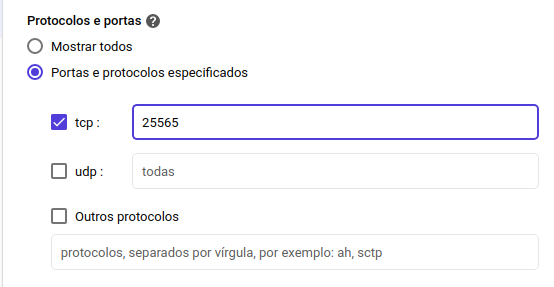 Protocolos e portas ?
Mostrar todos
Portas e protocolos especificados
tcp : 25565
udp : todas
Outros protocolos
protocolos, separados por vírgula, por exemplo: ah, sctp